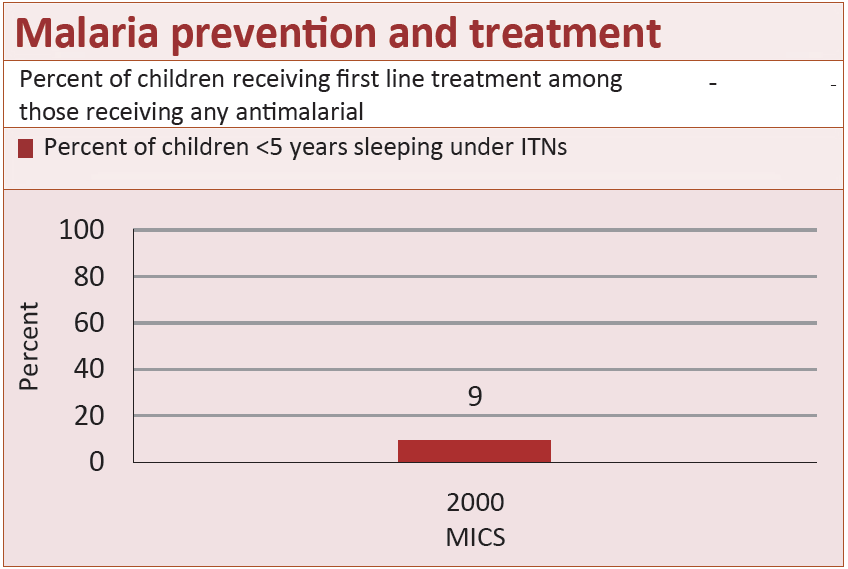 Malaria prevention and treatment
Percent of children receiving first line treatment among - -
those receiving any antimalarial
Percent of children <5 years sleeping under ITNs
100
80
60
40
20
0
Percent
9
2000
MICS